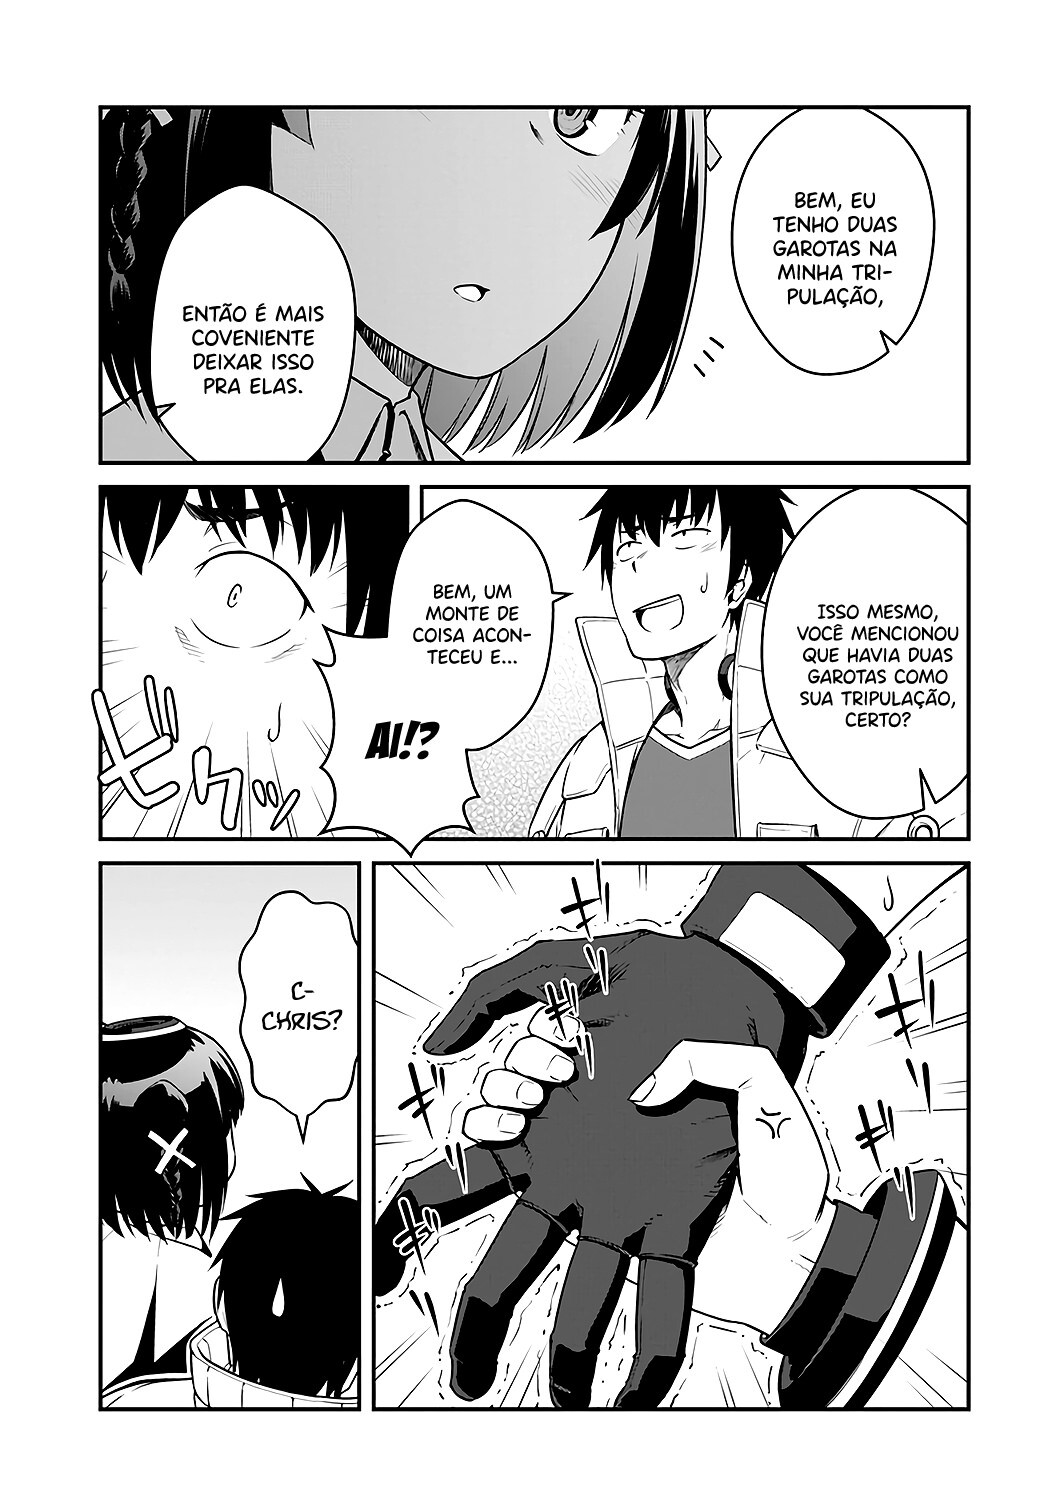 BEM, EU
TENHO DUAS
GAROTAS NA
MINHA TRI-
PULAÇÃO,
ENTÃO É MAIS
COVENIENTE
DEIXAR ISSO
PRA ELAS.
ISSO MESMO,
VOCÊ MENCIONOU
QUE HAVIA DUAS
GAROTAS COMO
SUA TRIPULAÇÃO,
CERTO?
BEM, UM
MONTE DE
COISA ACON-
TECEU E...
AI!?
ビクッ
C-
CHRIS?